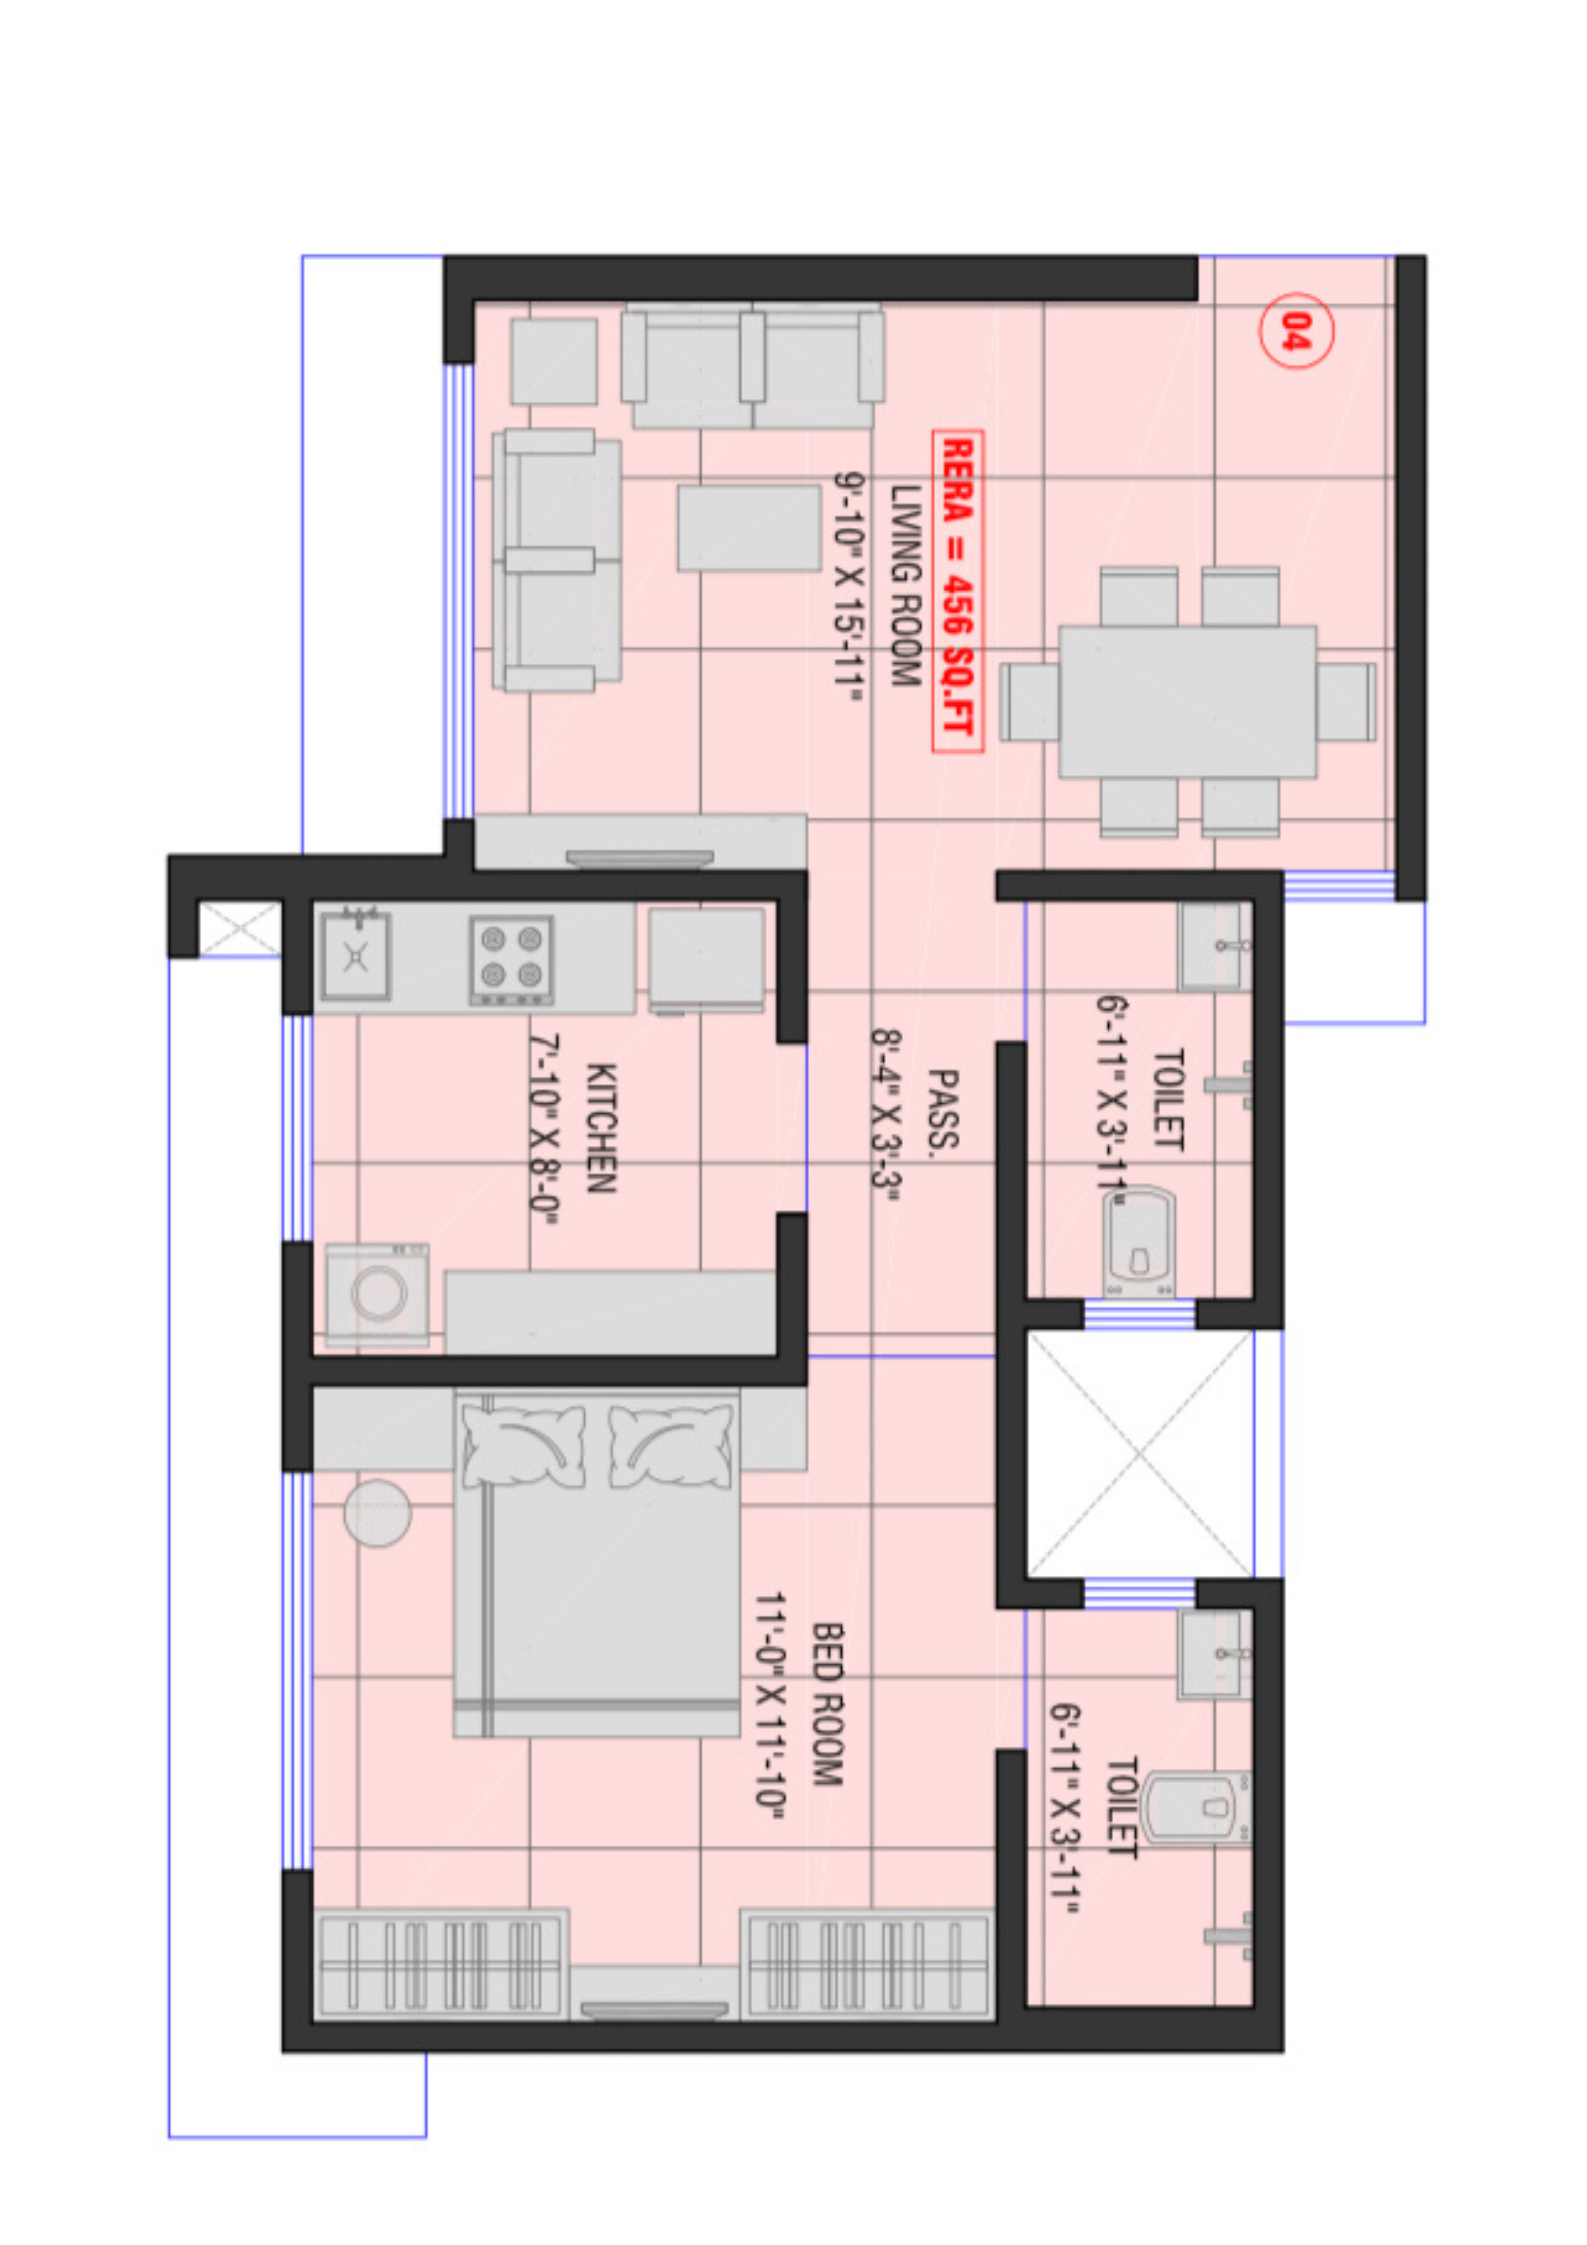 04
RERA = 456 SQ.FT
LIVING ROOM
9'-10" X 15'-11"
TOILET
6'-11" X 3'-11"
PASS.
8'-4" X 3'-3"
KITCHEN
7'-10" X 8'-0"
BED ROOM
11'-0" X 11'-10"
TOILET
6'-11" X 3'-11"